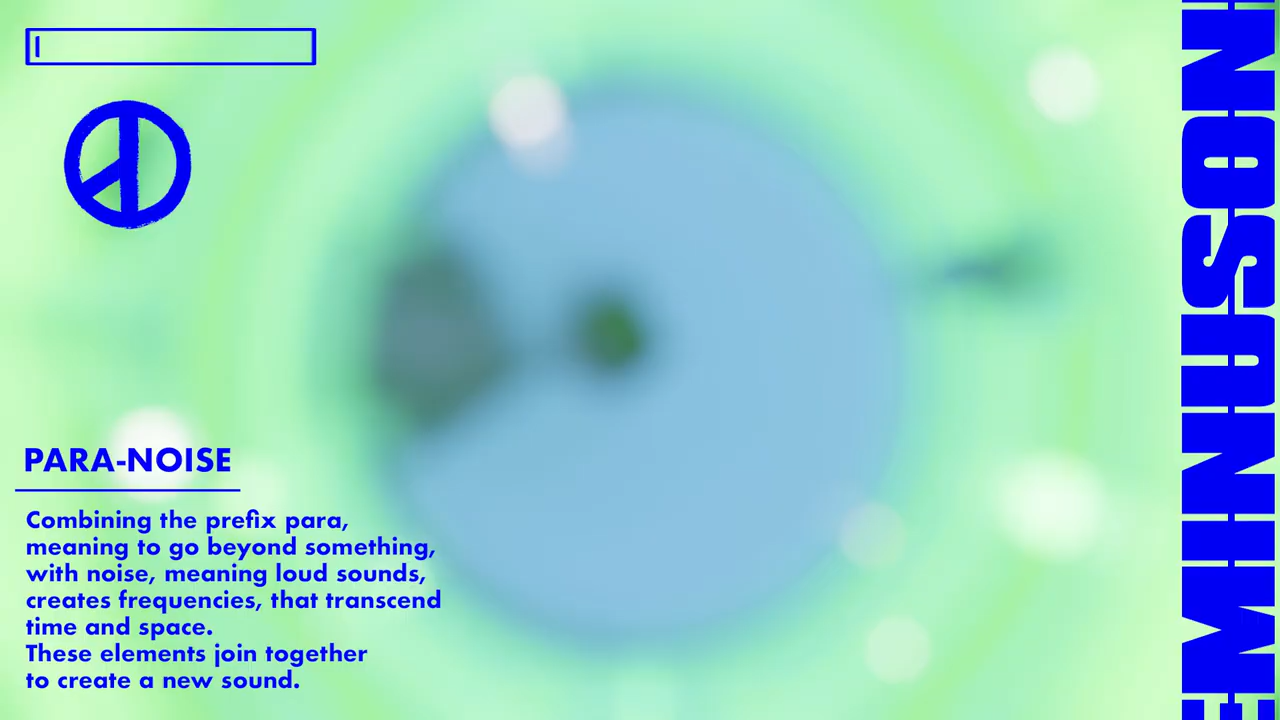 PARA-NOISE
Combining the prefix para,
meaning to go beyond something,
with noise, meaning loud sounds,
creates frequencies, that transcend
time and space.
These elements join together
to create a new sound.
EMINUSON